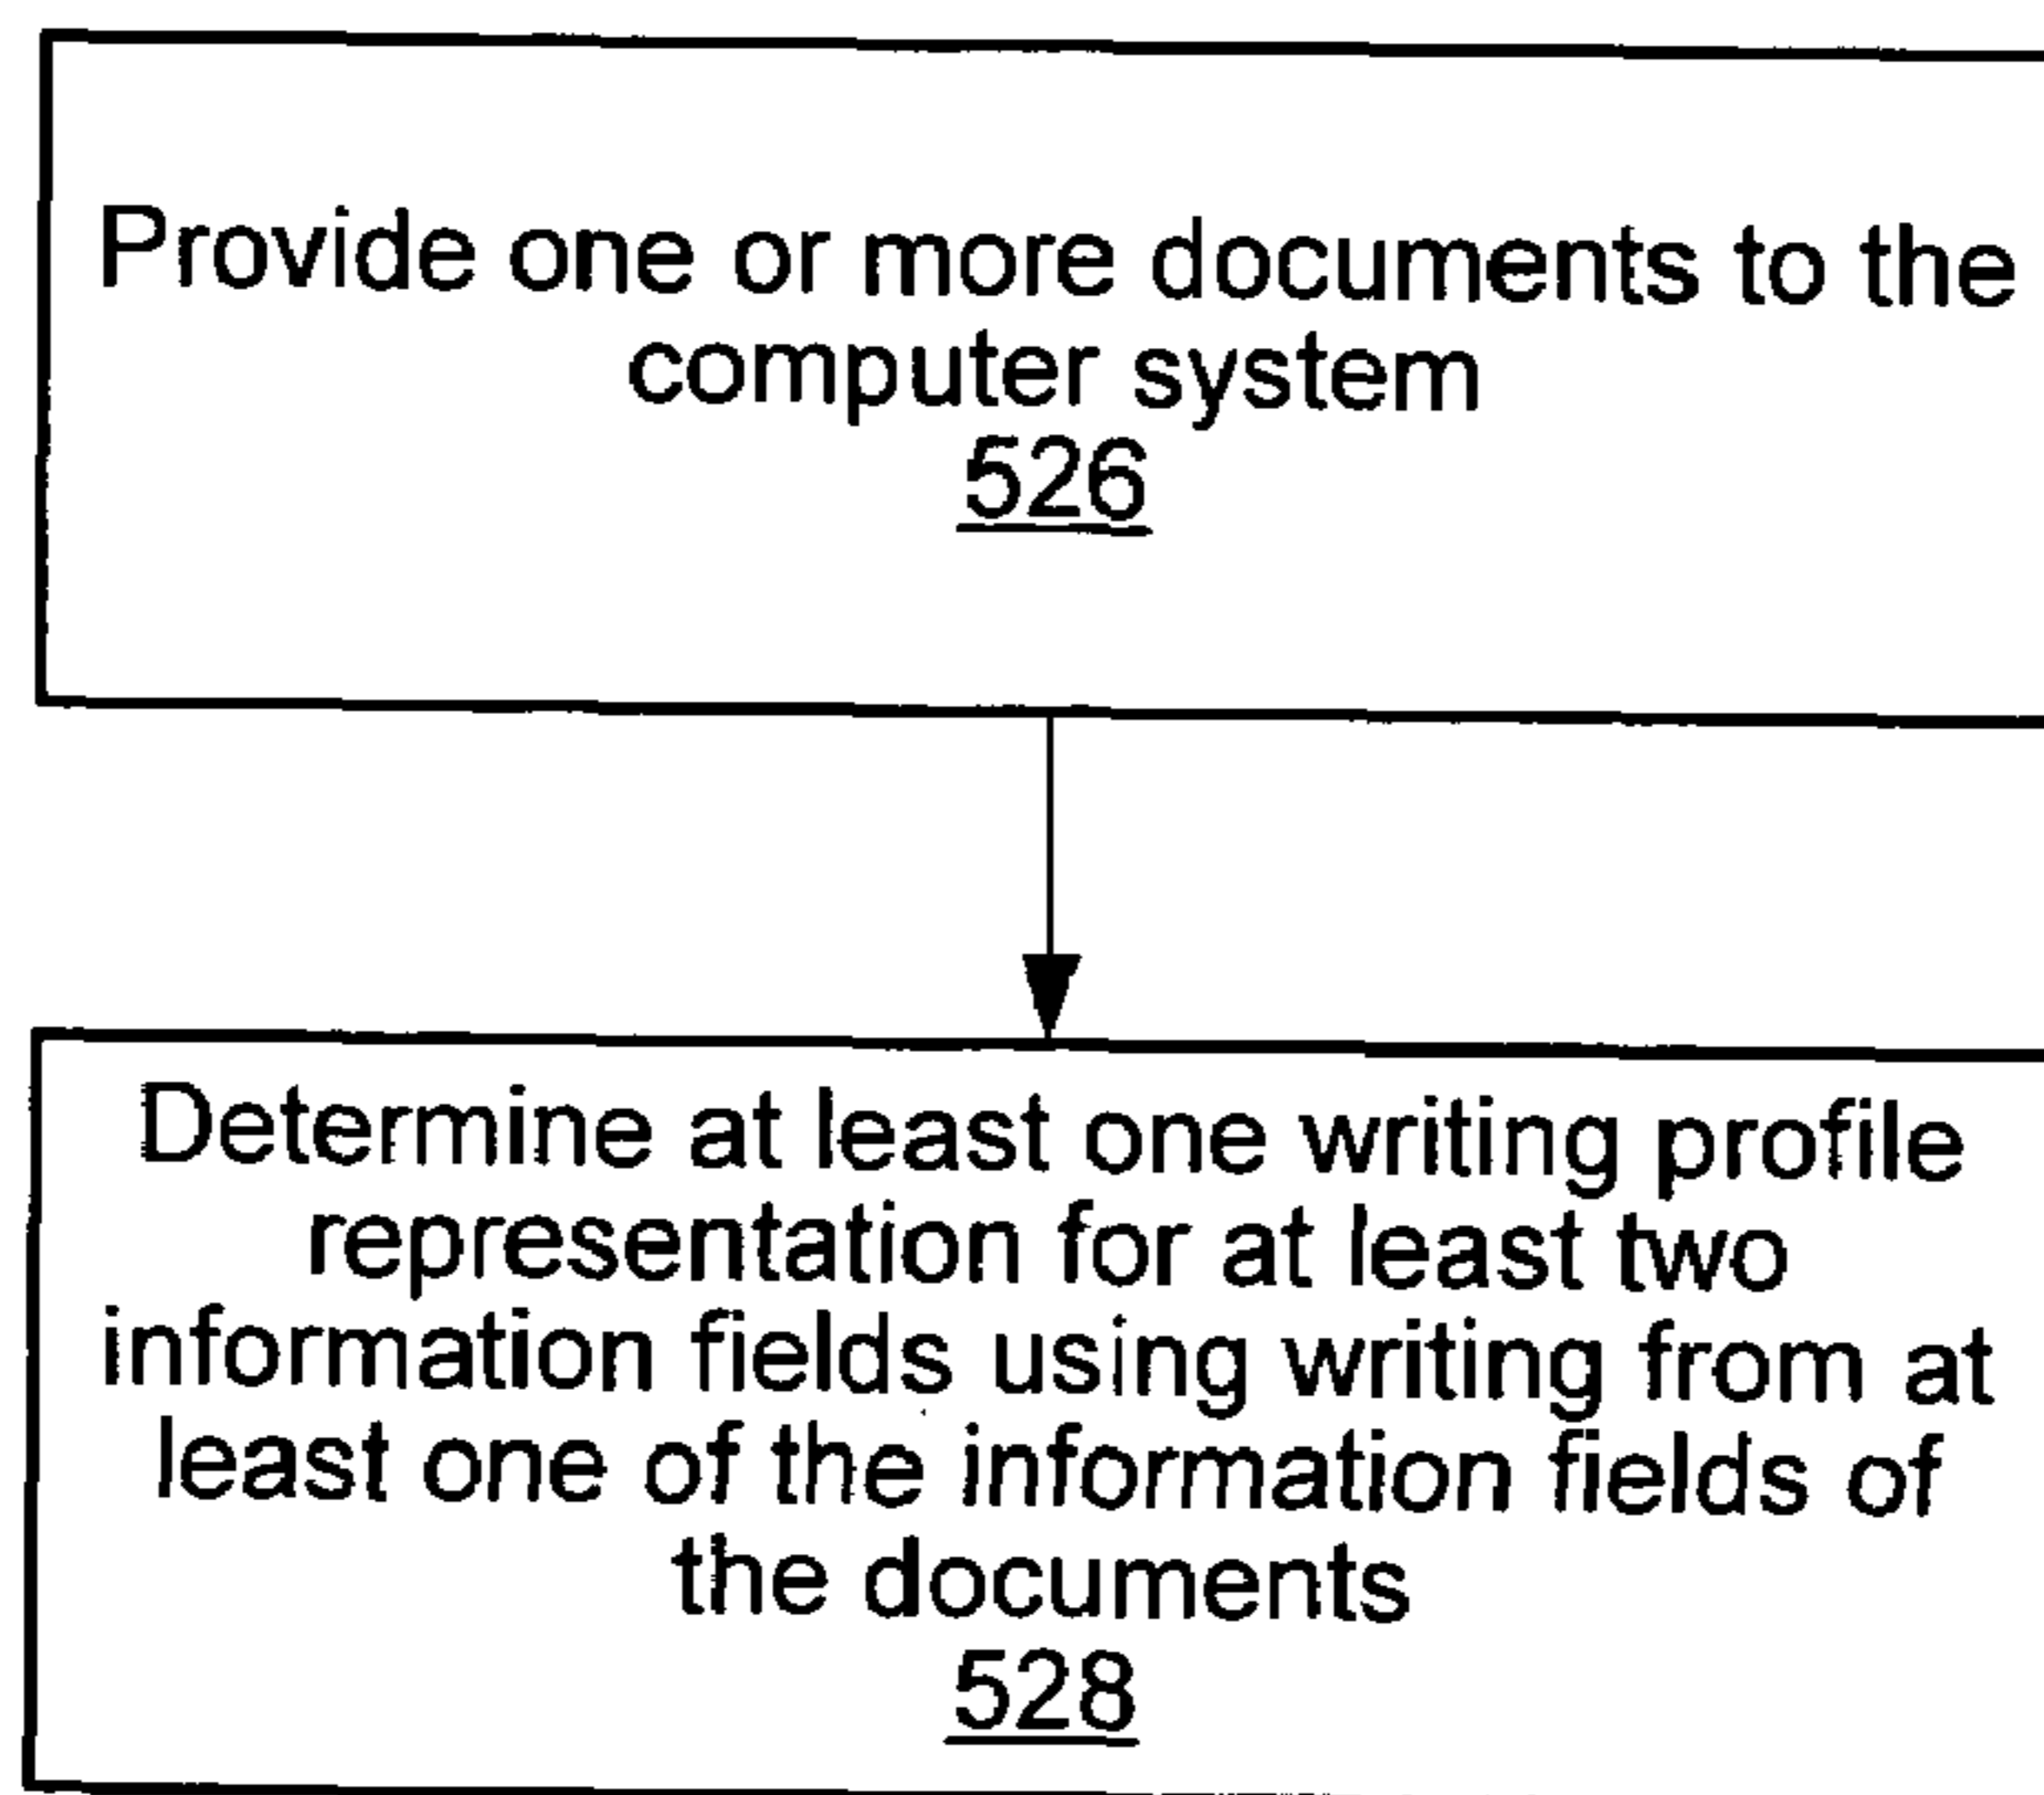 Provide one or more documents to the
computer system
526
Determine at least one writing profile
representation for at least two
information fields using writing from at
least one of the information fields of
the documents
528